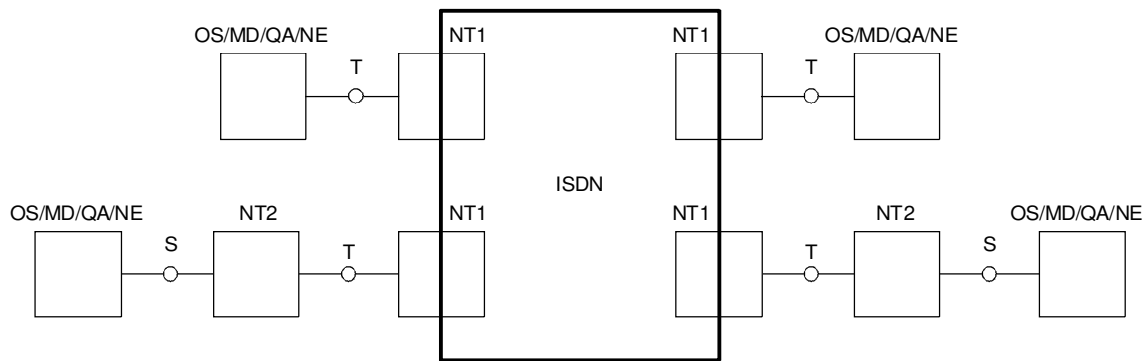 OS/MD/QA/NE NT1 NT1 OS/MD/QA/NE
T T
ISDN
OS/MD/QA/NE NT2 NT1 NT1 NT2 OS/MD/QA/NE
S T T S